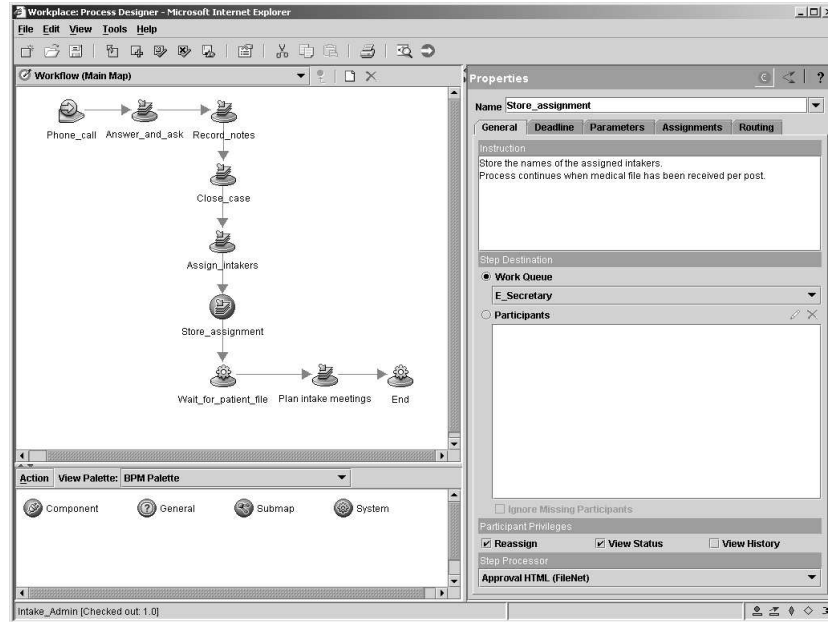 Workplace: Process Designer - Microsoft Internet Explorer
File Edit View Tools Help
Workflow (Main Map)
Phone_call
Answer_and_ask
Record_notes
Close_case
Assign_intakers
Store_assignment
Wait_for_patient_file
Plan intake meetings
End
Action View Palette: BPM Palette
Component
General
Submap
System
Properties
?
Name Store_assignment
General Deadline Parameters Assignments Routing
Instruction
Store the names of the assigned intakers.
Process continues when medical file has been received per post.
Step Destination
Work Queue
E_Secretary
Participants
Ignore Missing Participants
Participant Privileges
Reassign View Status View History
Step Processor
Approval HTML (FileNet)
Intake_Admin [Checked out: 1.0]